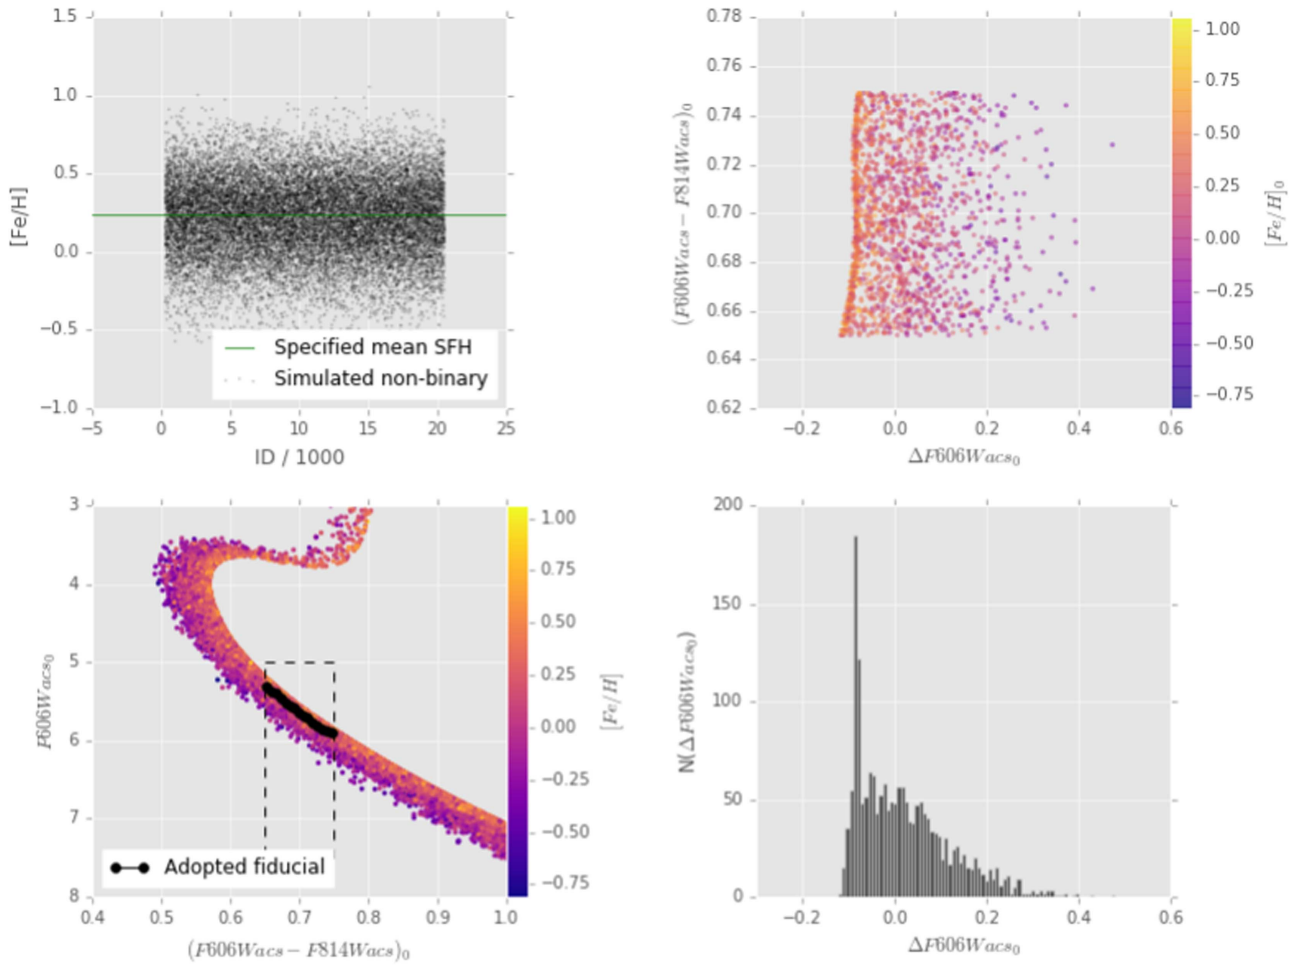 1.5
1.0
0.5
0.0
−0.5
−1.0
[Fe/H]
Specified mean SFH
Simulated non-binary
−5 0 5 10 15 20 25
ID / 1000
0.78
0.76
0.74
0.72
0.70
0.68
0.66
0.64
0.62
(F606Wacs − F814Wacs)₀
−0.2 0.0 0.2 0.4 0.6
ΔF606Wacs₀
1.00
0.75
0.50
0.25
0.00
−0.25
−0.50
−0.75
[Fe/H]₀
3
4
5
6
7
8
F606Wacs₀
Adopted fiducial
0.4 0.5 0.6 0.7 0.8 0.9 1.0
(F606Wacs − F814Wacs)₀
1.00
0.75
0.50
0.25
0.00
−0.25
−0.50
−0.75
[Fe/H]
200
150
100
50
0
N(ΔF606Wacs₀)
−0.2 0.0 0.2 0.4 0.6
ΔF606Wacs₀